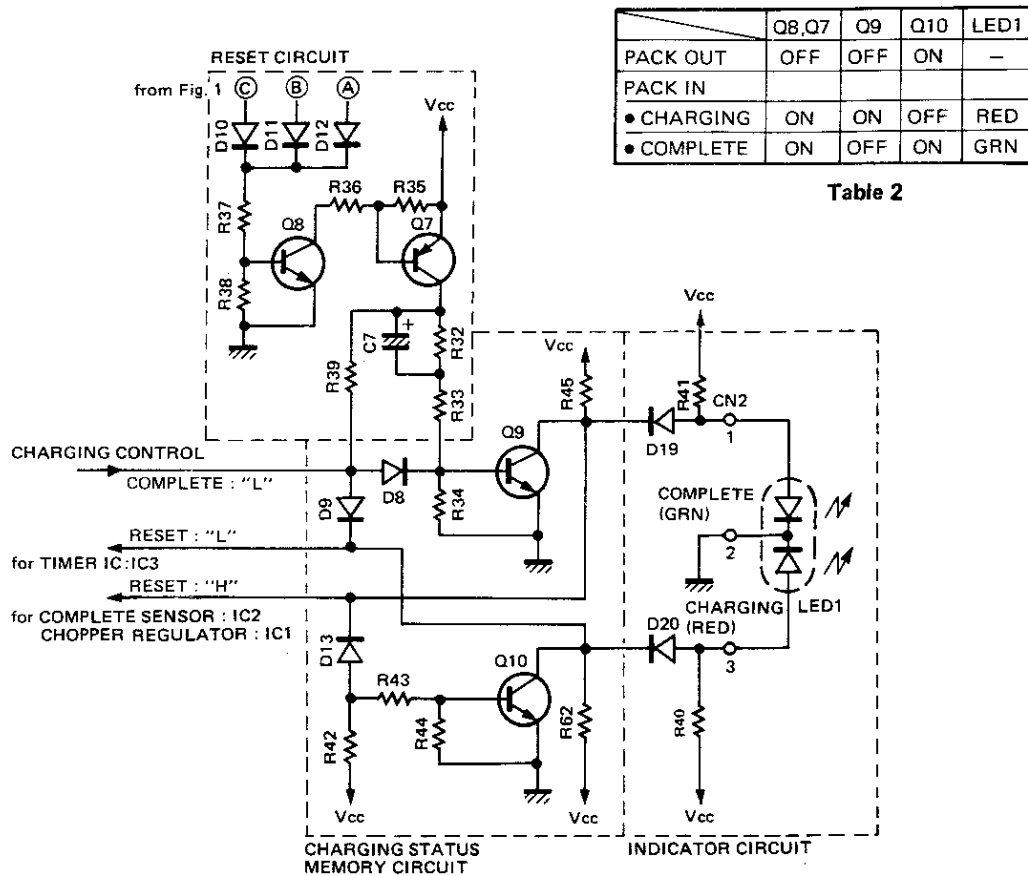 Q8,Q7 Q9 Q10 LED1
PACK OUT OFF OFF ON –
PACK IN
● CHARGING ON ON OFF RED
● COMPLETE ON OFF ON GRN
Table 2
RESET CIRCUIT
from Fig. 1 C B A
Vcc
D10 D11 D12
R36 R35
R37
Q8 Q7
R38
C7 +
R32
R39
R33
Vcc
Vcc
R45
R41
CN2
1
Q9
D19
CHARGING CONTROL
COMPLETE : "L"
D8
D9
R34
COMPLETE
(GRN)
2
RESET : "L"
for TIMER IC:IC3
RESET : "H"
for COMPLETE SENSOR : IC2
CHOPPER REGULATOR : IC1
CHARGING LED1
(RED)
D20
3
D13
Q10
R43
R42
R44
R62
R40
Vcc
Vcc
Vcc
CHARGING STATUS
MEMORY CIRCUIT
INDICATOR CIRCUIT